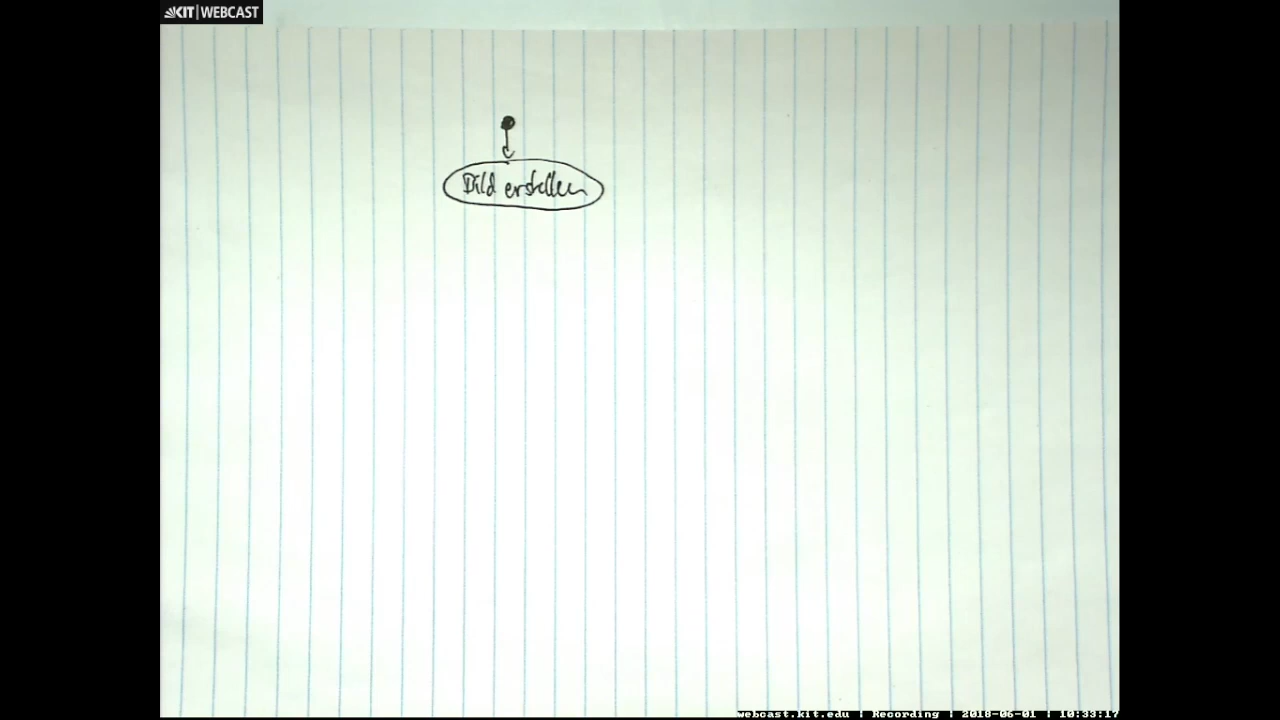 KIT | WEBCAST
Bild erstellen
webcast.kit.edu | Recording | 2018-06-01 | 10:33:17